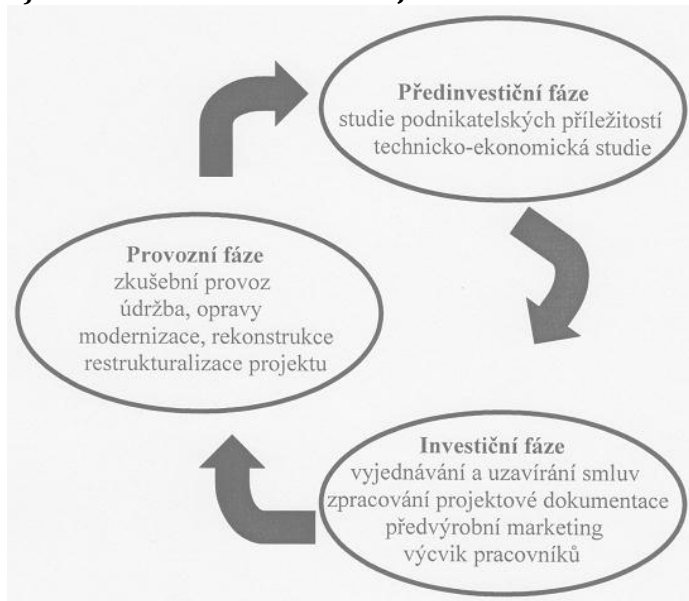 Předinvestiční fáze
studie podnikatelských příležitostí
technicko-ekonomická studie
Provozní fáze
zkušební provoz
údržba, opravy
modernizace, rekonstrukce
restrukturalizace projektu
Investiční fáze
vyjednávání a uzavírání smluv
zpracování projektové dokumentace
předvýrobní marketing
výcvik pracovníků